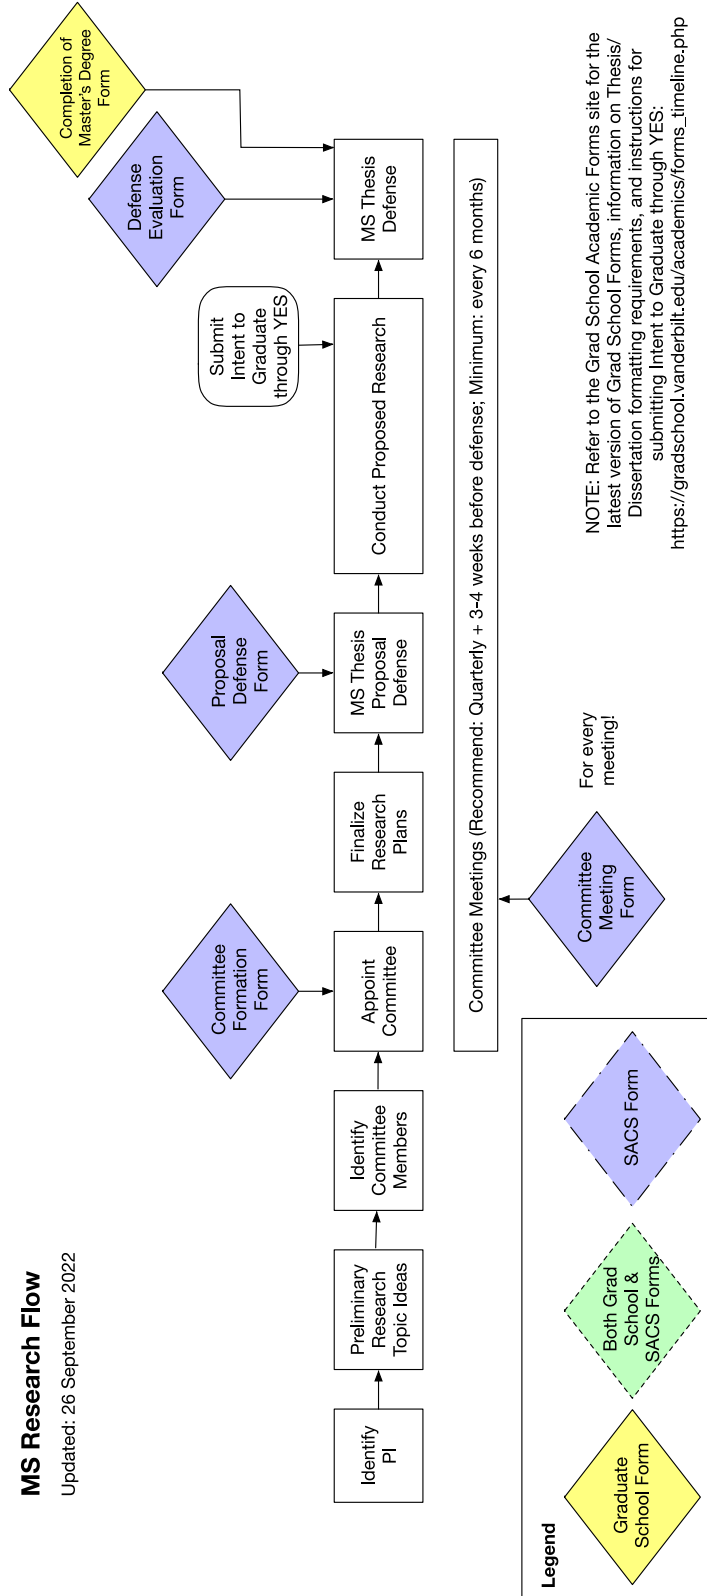 MS Research Flow
Updated: 26 September 2022
Identify
PI
Preliminary
Research
Topic Ideas
Identify
Committee
Members
Committee
Formation
Form
Appoint
Committee
Finalize
Research
Plans
Proposal
Defense
Form
MS Thesis
Proposal
Defense
Submit
Intent to
Graduate
through YES
Conduct Proposed Research
Defense
Evaluation
Form
Completion of
Master's Degree
Form
MS Thesis
Defense
Committee Meetings (Recommend: Quarterly + 3-4 weeks before defense; Minimum: every 6 months)
Committee
Meeting
Form
For every
meeting!
NOTE: Refer to the Grad School Academic Forms site for the
latest version of Grad School Forms, information on Thesis/
Dissertation formatting requirements, and instructions for
submitting Intent to Graduate through YES:
https://gradschool.vanderbilt.edu/academics/forms_timeline.php
Legend
Graduate
School Form
Both Grad
School &
SACS Forms
SACS Form